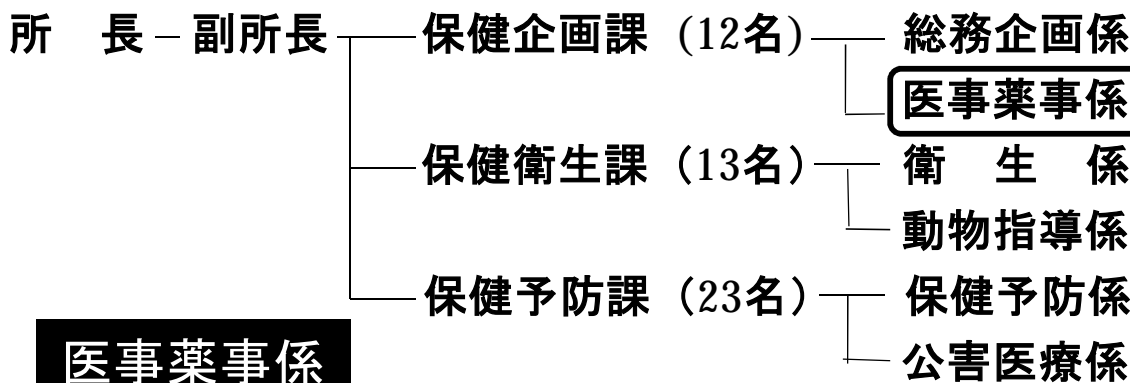 所　長 副所長 保健企画課 (12名) 総務企画係
医事薬事係
保健衛生課 (13名) 衛　生　係
動物指導係
保健予防課 (23名) 保健予防係
公害医療係
医事薬事係